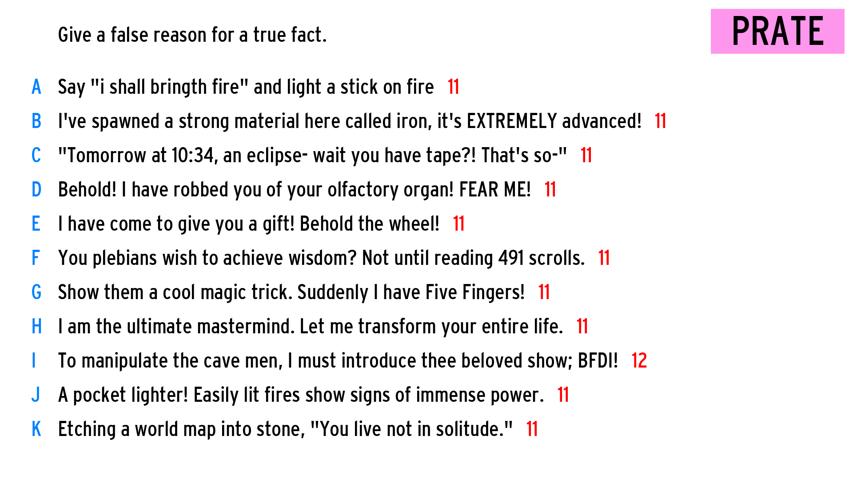 Give a false reason for a true fact.
PRATE
A Say "i shall bringth fire" and light a stick on fire 11
B I've spawned a strong material here called iron, it's EXTREMELY advanced! 11
C "Tomorrow at 10:34, an eclipse- wait you have tape?! That's so-" 11
D Behold! I have robbed you of your olfactory organ! FEAR ME! 11
E I have come to give you a gift! Behold the wheel! 11
F You plebians wish to achieve wisdom? Not until reading 491 scrolls. 11
G Show them a cool magic trick. Suddenly I have Five Fingers! 11
H I am the ultimate mastermind. Let me transform your entire life. 11
I To manipulate the cave men, I must introduce thee beloved show; BFDI! 12
J A pocket lighter! Easily lit fires show signs of immense power. 11
K Etching a world map into stone, "You live not in solitude." 11